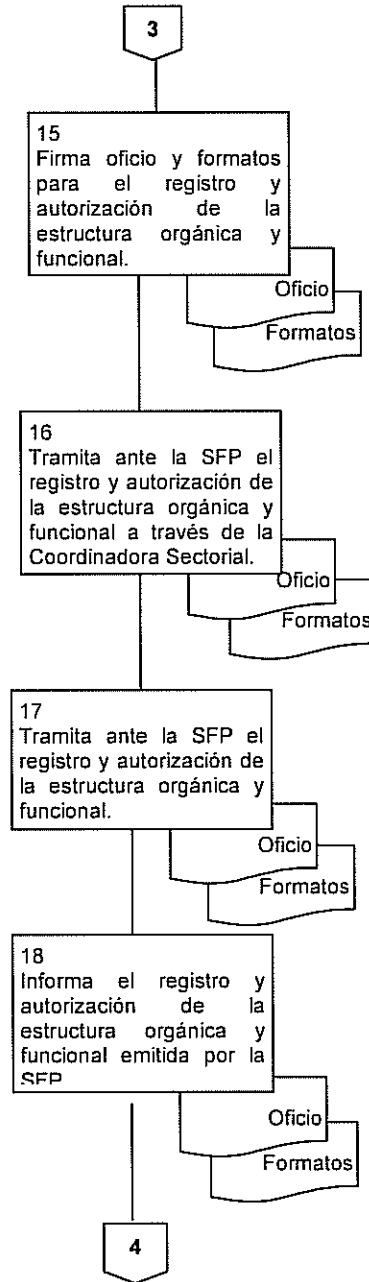 3
15
Firma oficio y formatos
para el registro y
autorización de la
estructura orgánica y
funcional.
Oficio
Formatos
16
Tramita ante la SFP el
registro y autorización de
la estructura orgánica y
funcional a través de la
Coordinadora Sectorial.
Oficio
Formatos
17
Tramita ante la SFP el
registro y autorización de
la estructura orgánica y
funcional.
Oficio
Formatos
18
Informa el registro y
autorización de la
estructura orgánica y
funcional emitida por la
SFP
Oficio
Formatos
4